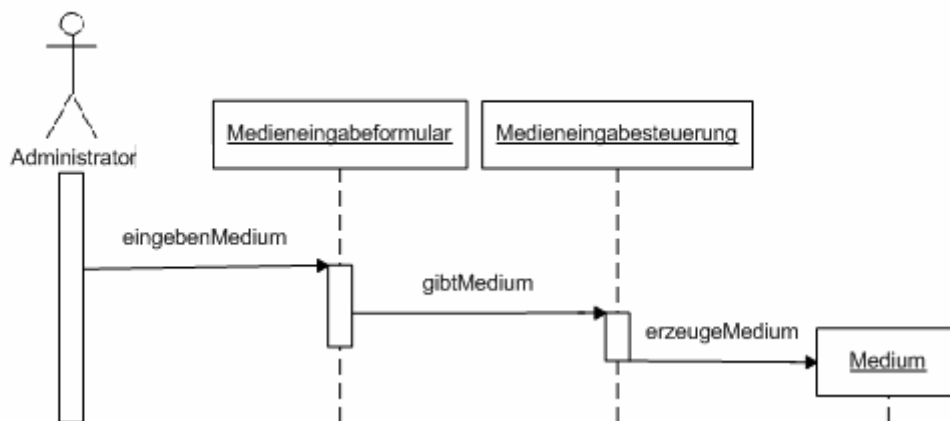 Medieneingabeformular
Medieneingabesteuerung
Administrator
eingebenMedium
gibtMedium
erzeugeMedium
Medium